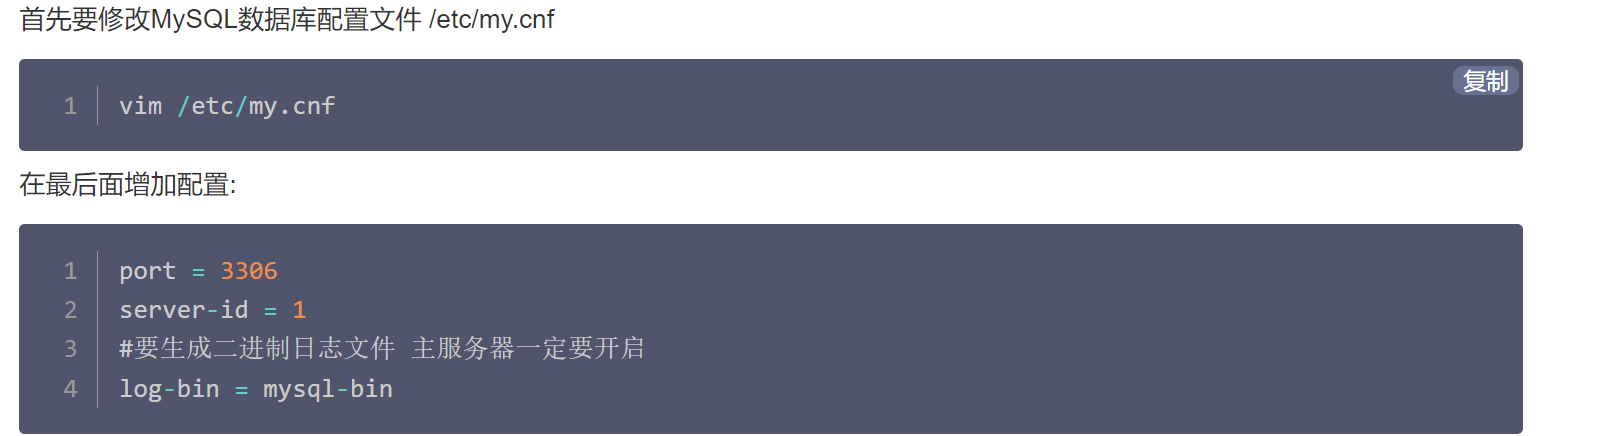 首先要修改MySQL数据库配置文件 /etc/my.cnf
复制
1 vim /etc/my.cnf
在最后面增加配置:
1 port = 3306
2 server-id = 1
3 #要生成二进制日志文件 主服务器一定要开启
4 log-bin = mysql-bin